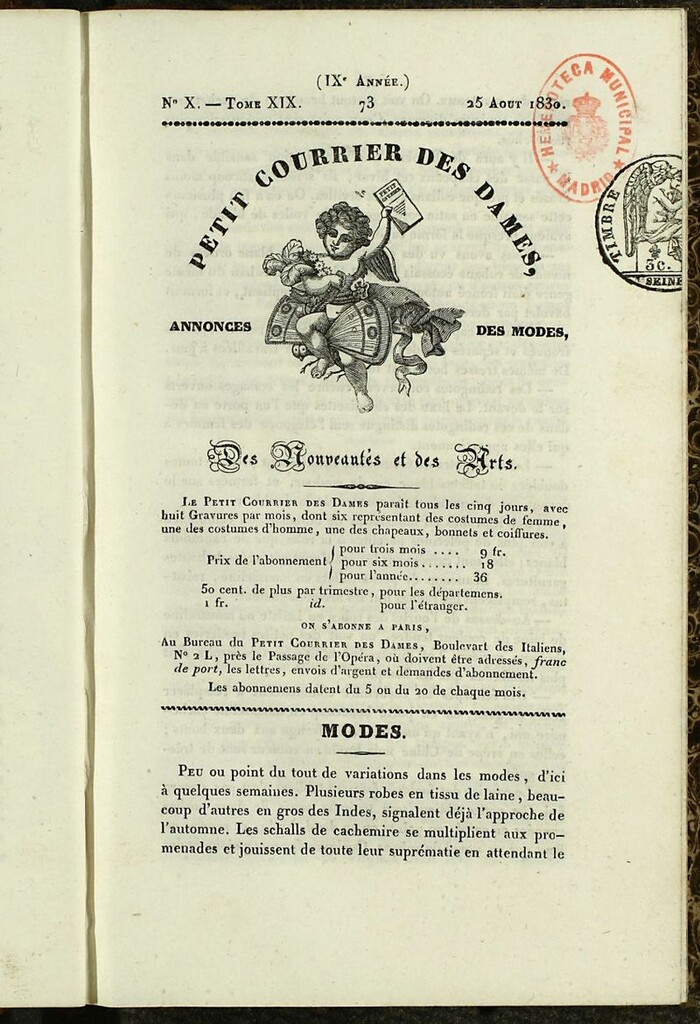 (IXᵉ Année.)
Nº X. — Tome XIX. 73 25 Aout 1830.
PETIT COURRIER DES DAMES,
PETIT COURRIER
ANNONCES DES MODES,
Des Nouveautés et des Arts.
Le Petit Courrier des Dames paraît tous les cinq jours, avec
huit Gravures par mois, dont six représentant des costumes de femme,
une des costumes d'homme, une des chapeaux, bonnets et coiffures.
Prix de l'abonnement
pour trois mois .... 9 fr.
pour six mois....... 18
pour l'année........ 36
50 cent. de plus par trimestre, pour les départemens.
1 fr. id. pour l'étranger.
ON S'ABONNE A PARIS,
Au Bureau du Petit Courrier des Dames, Boulevart des Italiens,
Nº 2 L, près le Passage de l'Opéra, où doivent être adressés, franc
de port, les lettres, envois d'argent et demandes d'abonnement.
Les abonnemens datent du 5 ou du 20 de chaque mois.
MODES.
Peu ou point du tout de variations dans les modes, d'ici
à quelques semaines. Plusieurs robes en tissu de laine, beau-
coup d'autres en gros des Indes, signalent déjà l'approche de
l'automne. Les schalls de cachemire se multiplient aux pro-
menades et jouissent de toute leur suprématie en attendant le
HEMEROTECA MUNICIPAL
★ MADRID ★
TIMBRE
5c.
SEINE